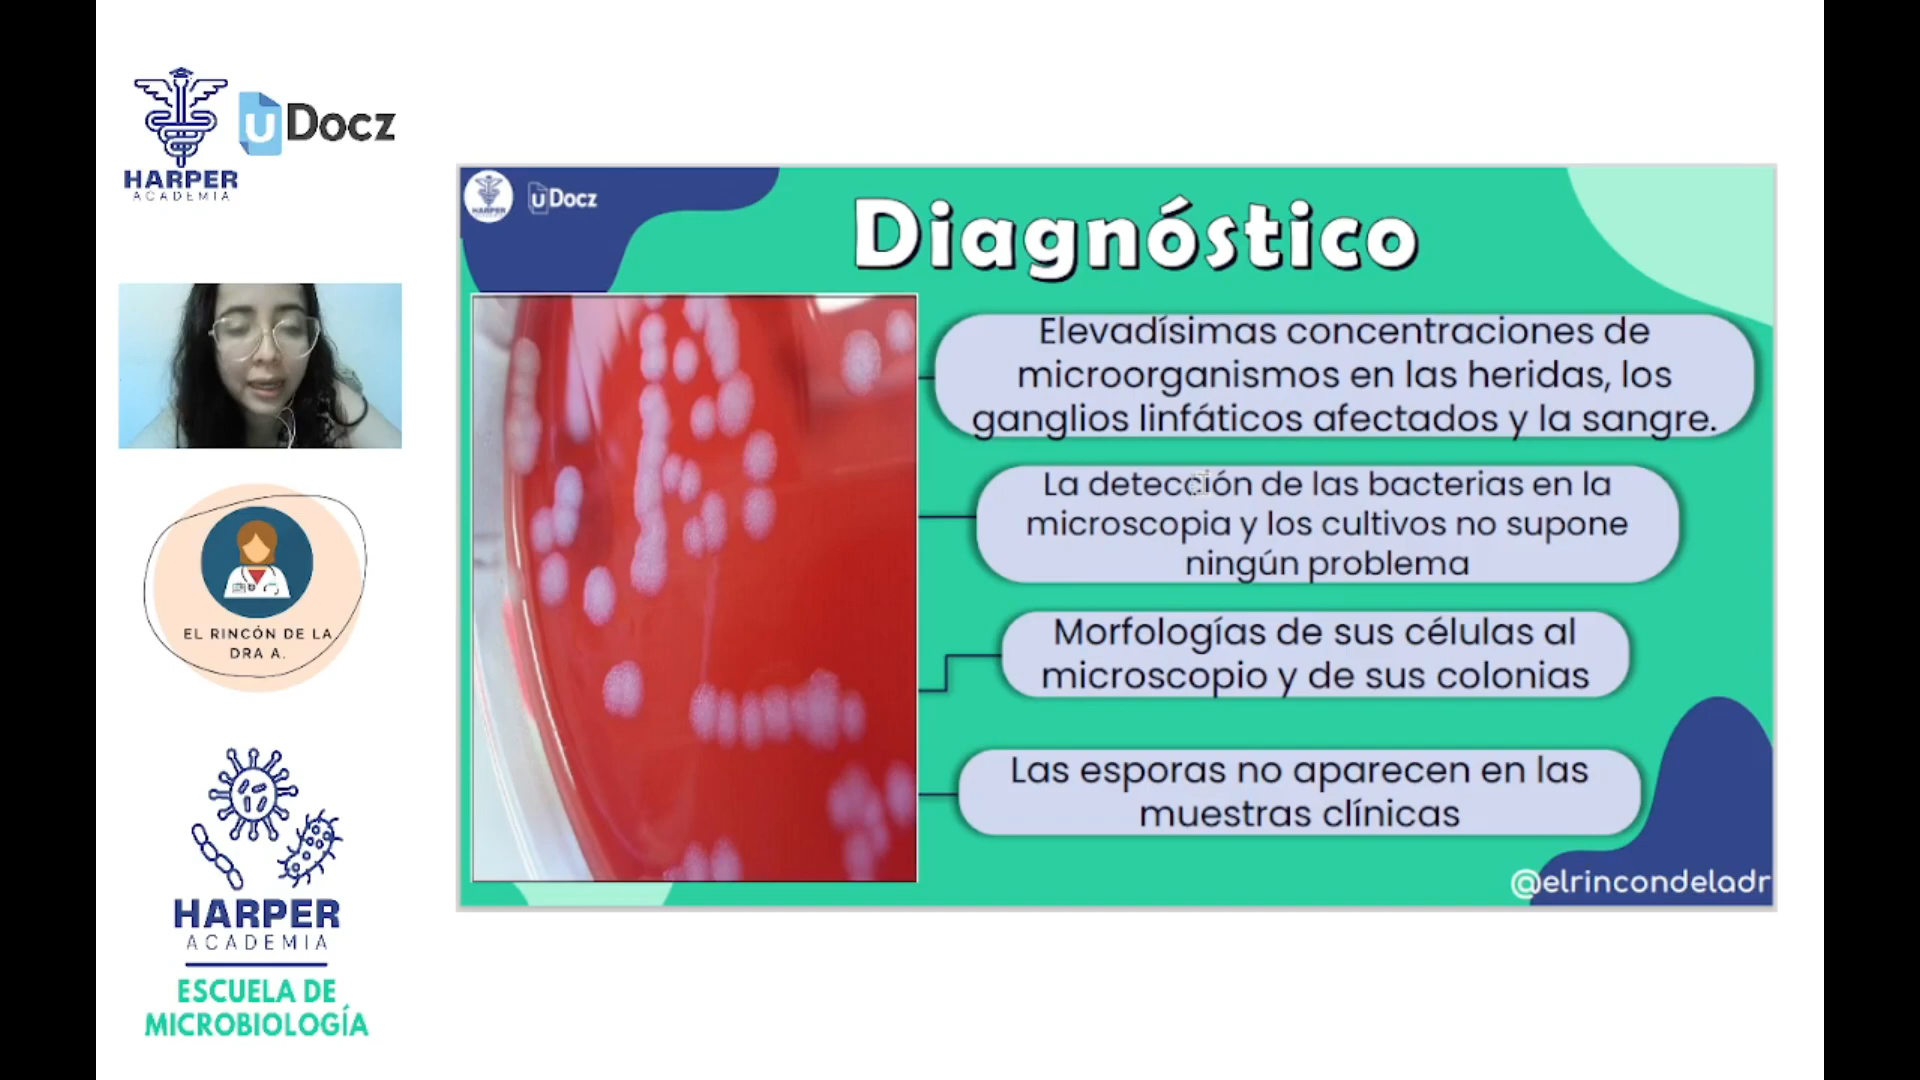 HARPER
ACADEMIA
uDocz
HARPER
uDocz
Diagnóstico
Elevadísimas concentraciones de
microorganismos en las heridas, los
ganglios linfáticos afectados y la sangre.
La detección de las bacterias en la
microscopia y los cultivos no supone
ningún problema
Morfologías de sus células al
microscopio y de sus colonias
Las esporas no aparecen en las
muestras clínicas
@elrincondeladr
EL RINCÓN DE LA
DRA A.
HARPER
ACADEMIA
ESCUELA DE
MICROBIOLOGÍA